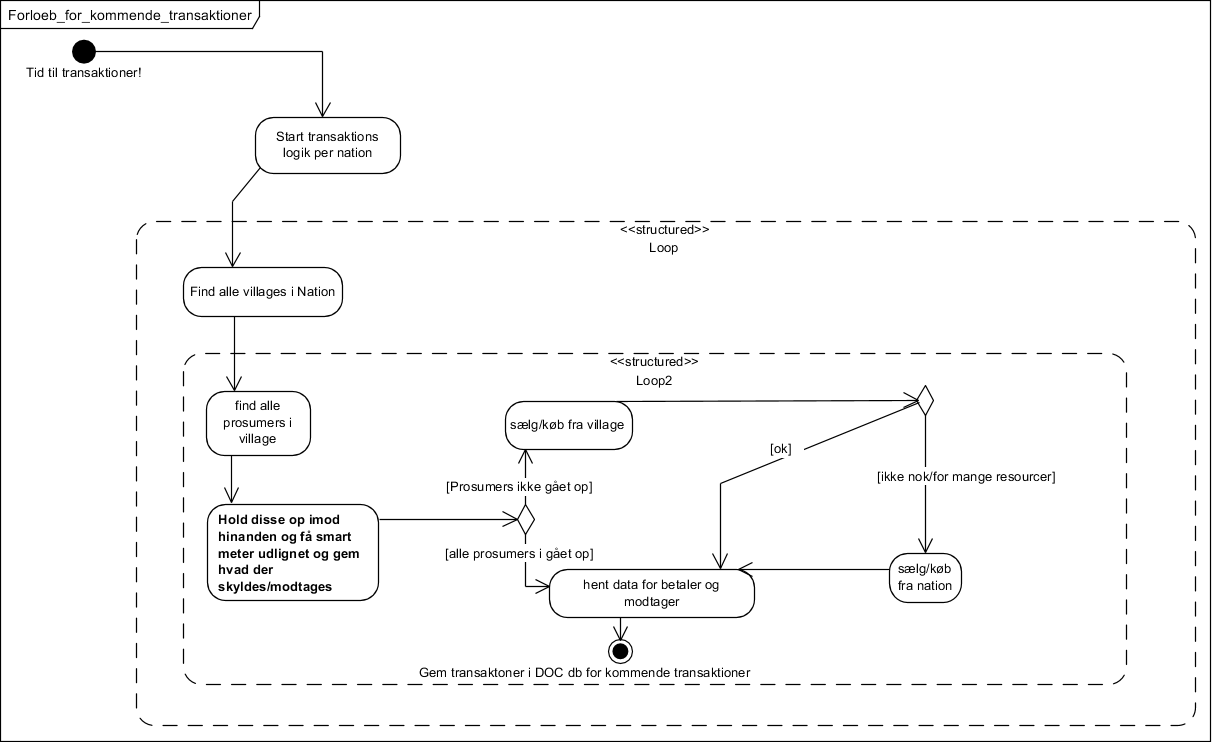 Forloeb_for_kommende_transaktioner
Tid til transaktioner!
Start transaktions
logik per nation
<<structured>>
Loop
Find alle villages i Nation
<<structured>>
Loop2
find alle
prosumers i
village
sælg/køb fra village
[ok]
[ikke nok/for mange resourcer]
[Prosumers ikke gået op]
Hold disse op imod
hinanden og få smart
meter udlignet og gem
hvad der
skyldes/modtages
[alle prosumers i gået op]
hent data for betaler og
modtager
sælg/køb
fra nation
Gem transaktoner i DOC db for kommende transaktioner